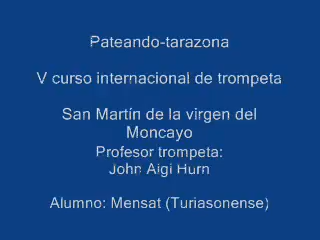 Pateando-tarazona
V curso internacional de trompeta
San Martín de la virgen del
Moncayo
Profesor trompeta:
John Aigi Hurn
Alumno: Mensat (Turiasonense)